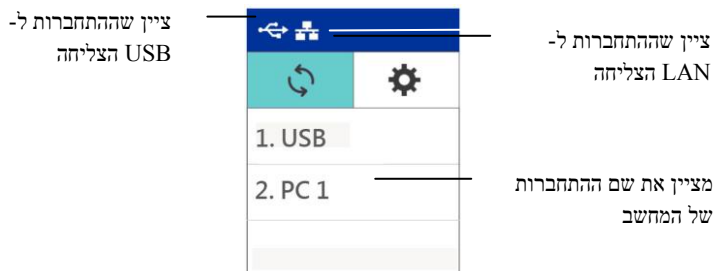 ציין שההתחברות ל-
USB הצליחה
ציין שההתחברות ל-
LAN הצליחה
1. USB
2. PC 1
מציין את שם ההתחברות
של המחשב